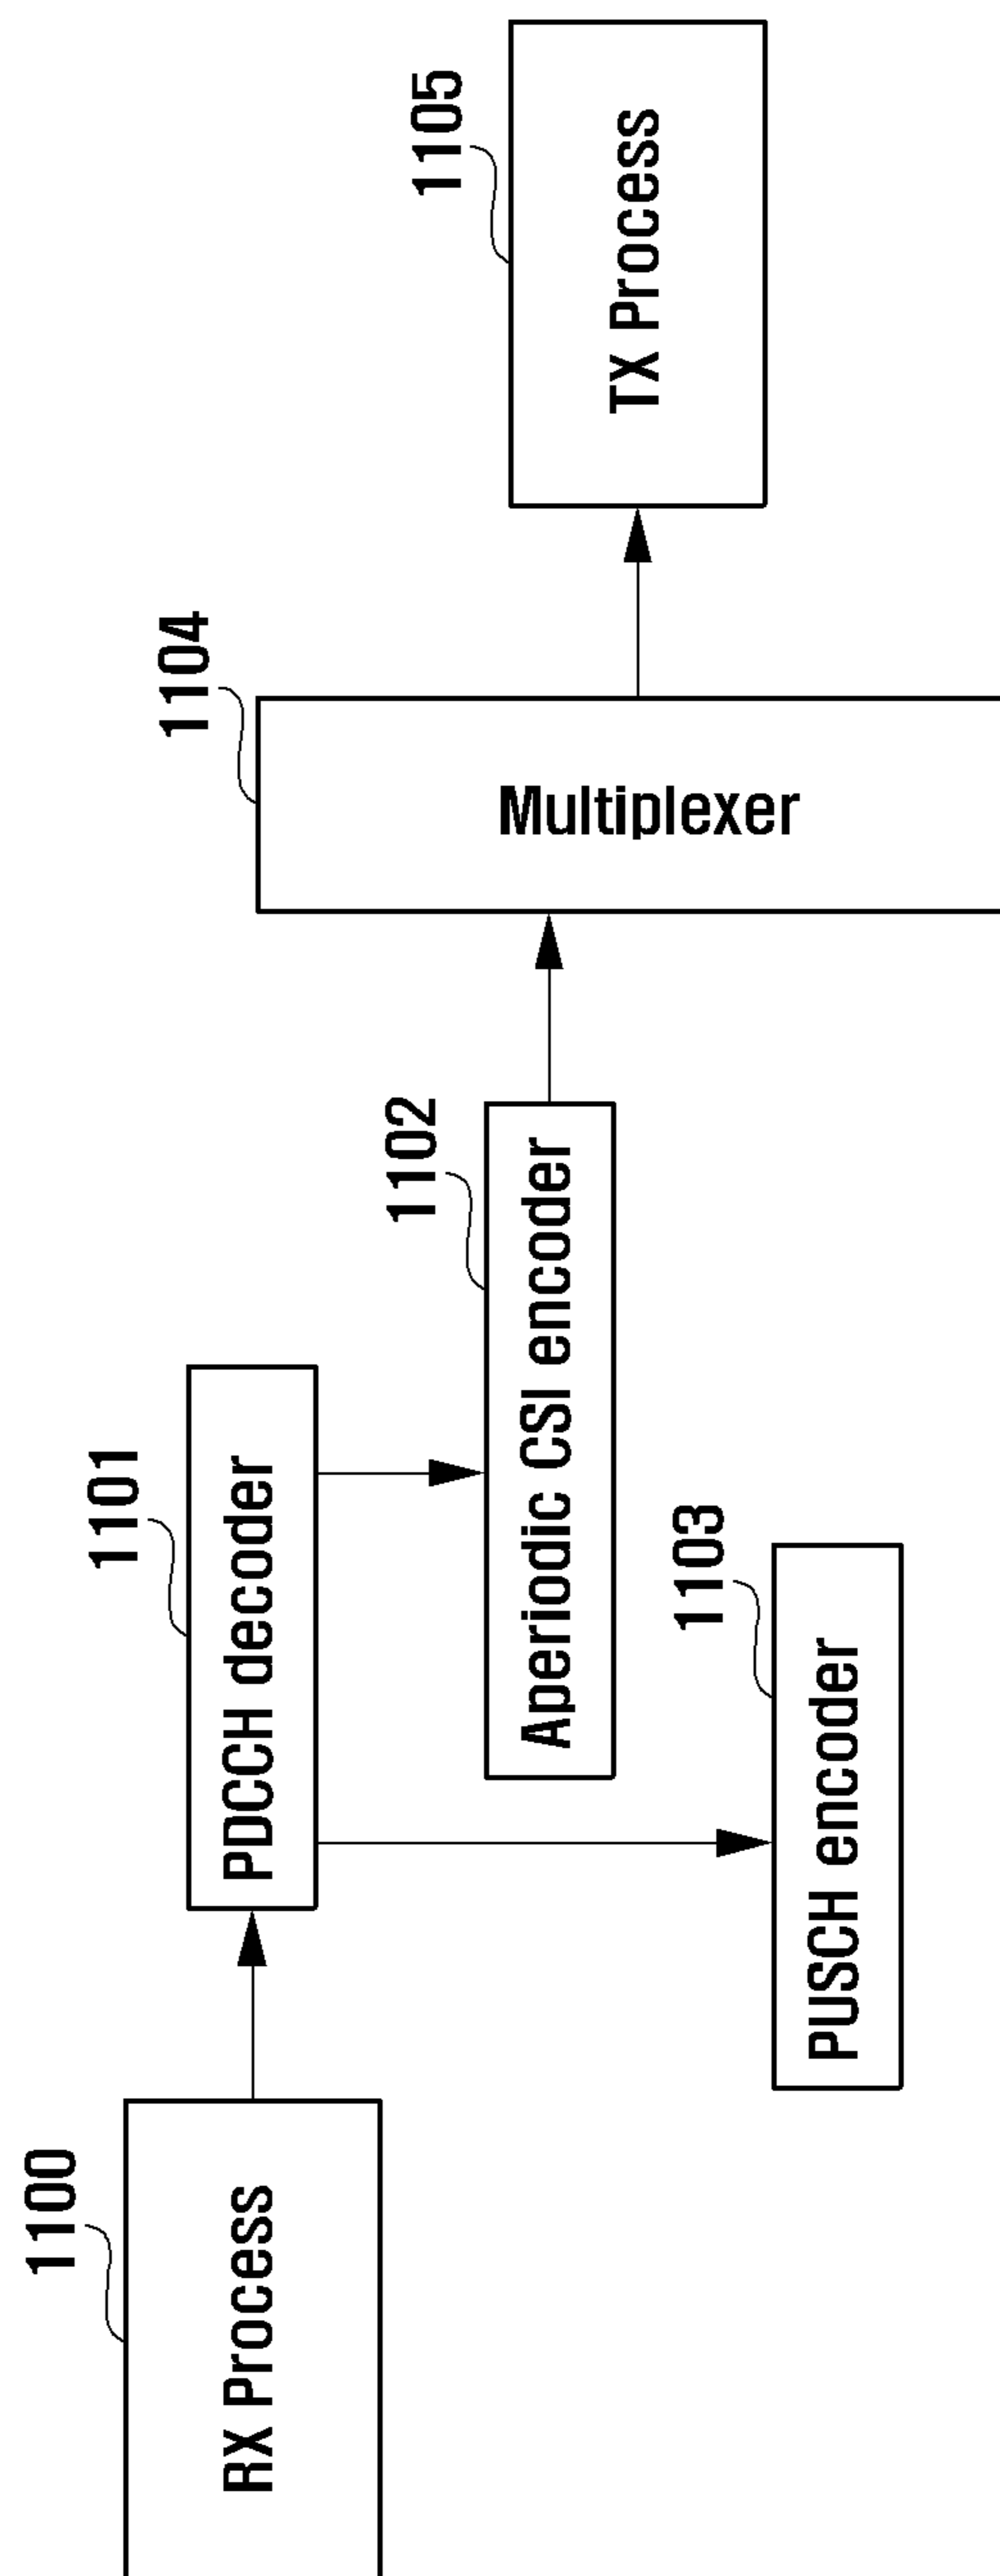 1100
RX Process
1101
PDCCH decoder
1102
Aperiodic CSI encoder
1103
PUSCH encoder
1104
Multiplexer
1105
TX Process